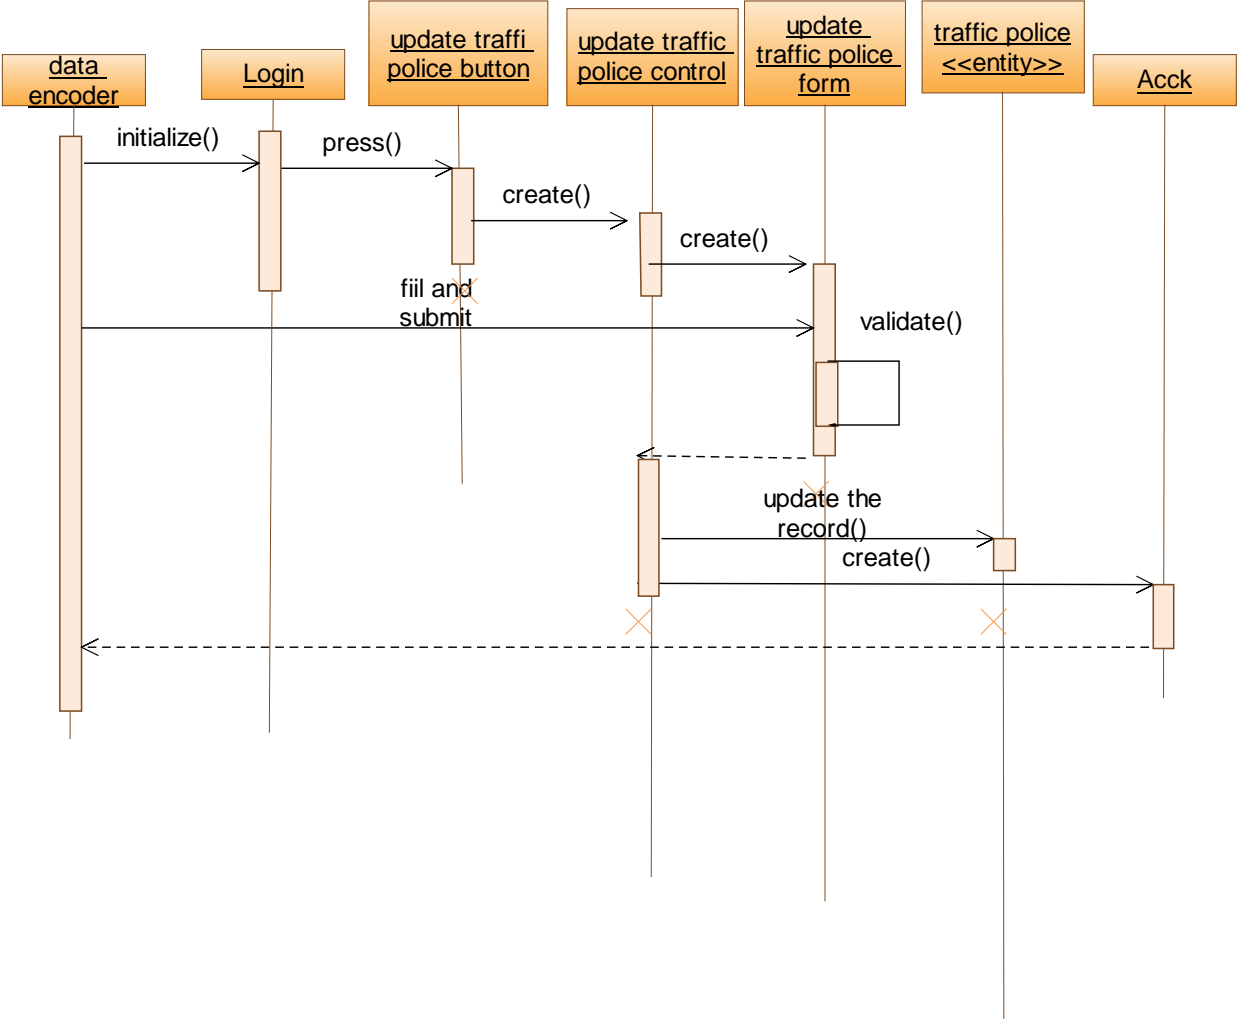 data
encoder
Login
update traffi
police button
update traffic
police control
update
traffic police
form
traffic police
<<entity>>
Acck
initialize()
press()
create()
create()
fiil and
submit
validate()
update the
record()
create()